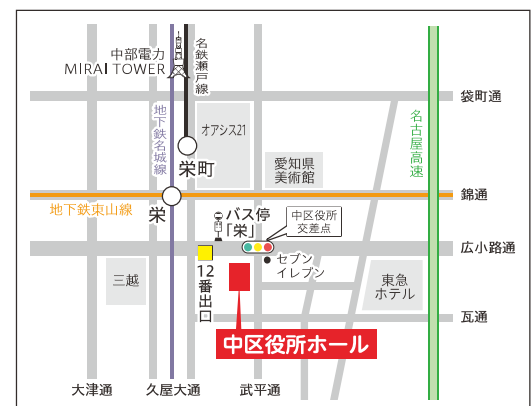 中部電力
MIRAI TOWER
名鉄瀬戸線
袋町通
地下鉄名城線
オアシス21
名古屋高速
栄町
愛知県
美術館
錦通
地下鉄東山線
栄
バス停
「栄」
中区役所
交差点
広小路通
セブン
イレブン
三越
12
番出口
東急
ホテル
瓦通
中区役所ホール
大津通
久屋大通
武平通